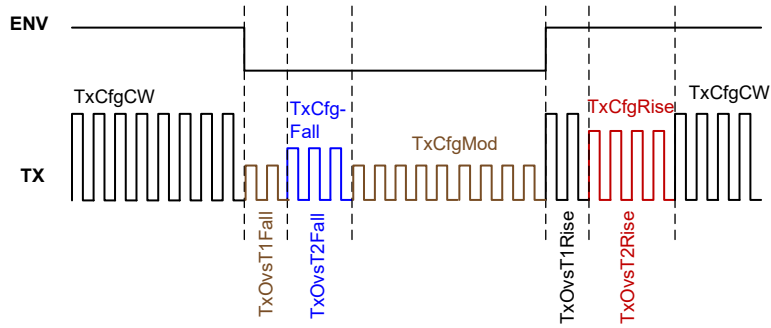 ENV
TxCfgCW
TxCfg-
Fall
TxCfgMod
TxCfgRise
TxCfgCW
TX
TxOvsT1Fall
TxOvsT2Fall
TxOvsT1Rise
TxOvsT2Rise